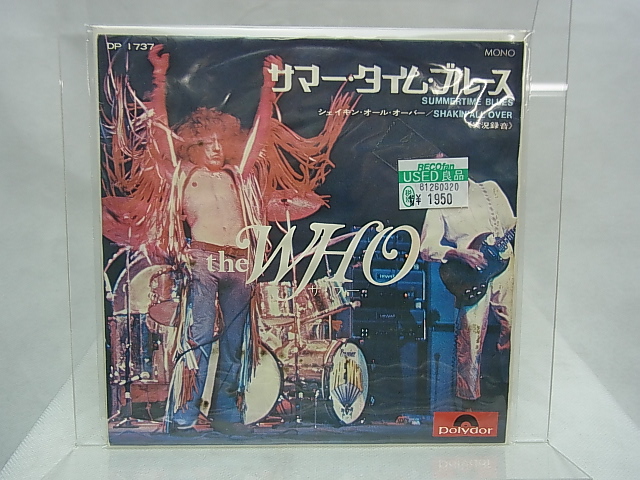 DP 1737
MONO
サマー・タイム・ブルース
SUMMERTIME BLUES
シェイキン・オール・オーバー/SHAKIN' ALL OVER
(実況録音)
RECOfan
USED 良品
81260320
¥ 1950
the WHO
ザ・フー
polydor